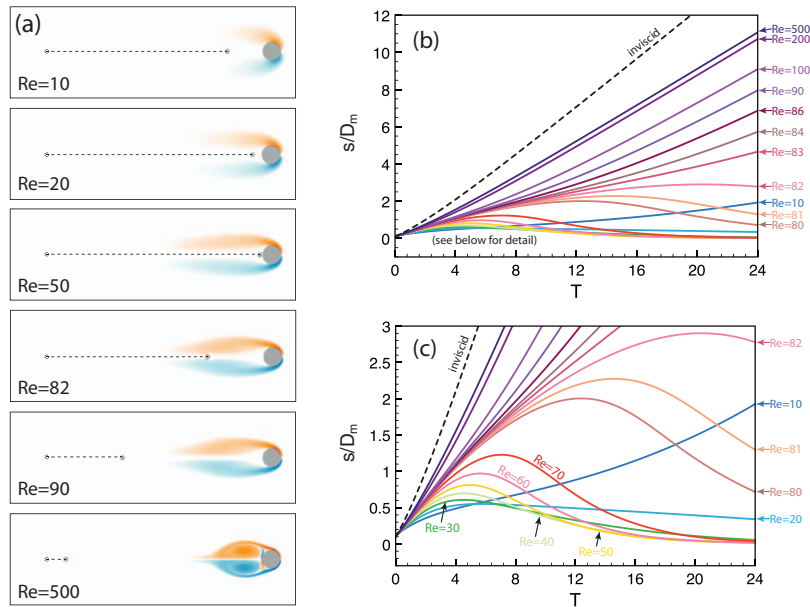 (a)
Re=10
Re=20
Re=50
Re=82
Re=90
Re=500
(b)
s/Dm
12
10
8
6
4
2
0
0 4 8 12 16 20 24
T
inviscid
(see below for detail)
Re=500
Re=200
Re=100
Re=90
Re=86
Re=84
Re=83
Re=82
Re=10
Re=81
Re=80
(c)
s/Dm
3
2.5
2
1.5
1
0.5
0
0 4 8 12 16 20 24
T
inviscid
Re=70
Re=60
Re=30
Re=40
Re=50
Re=82
Re=10
Re=81
Re=80
Re=20